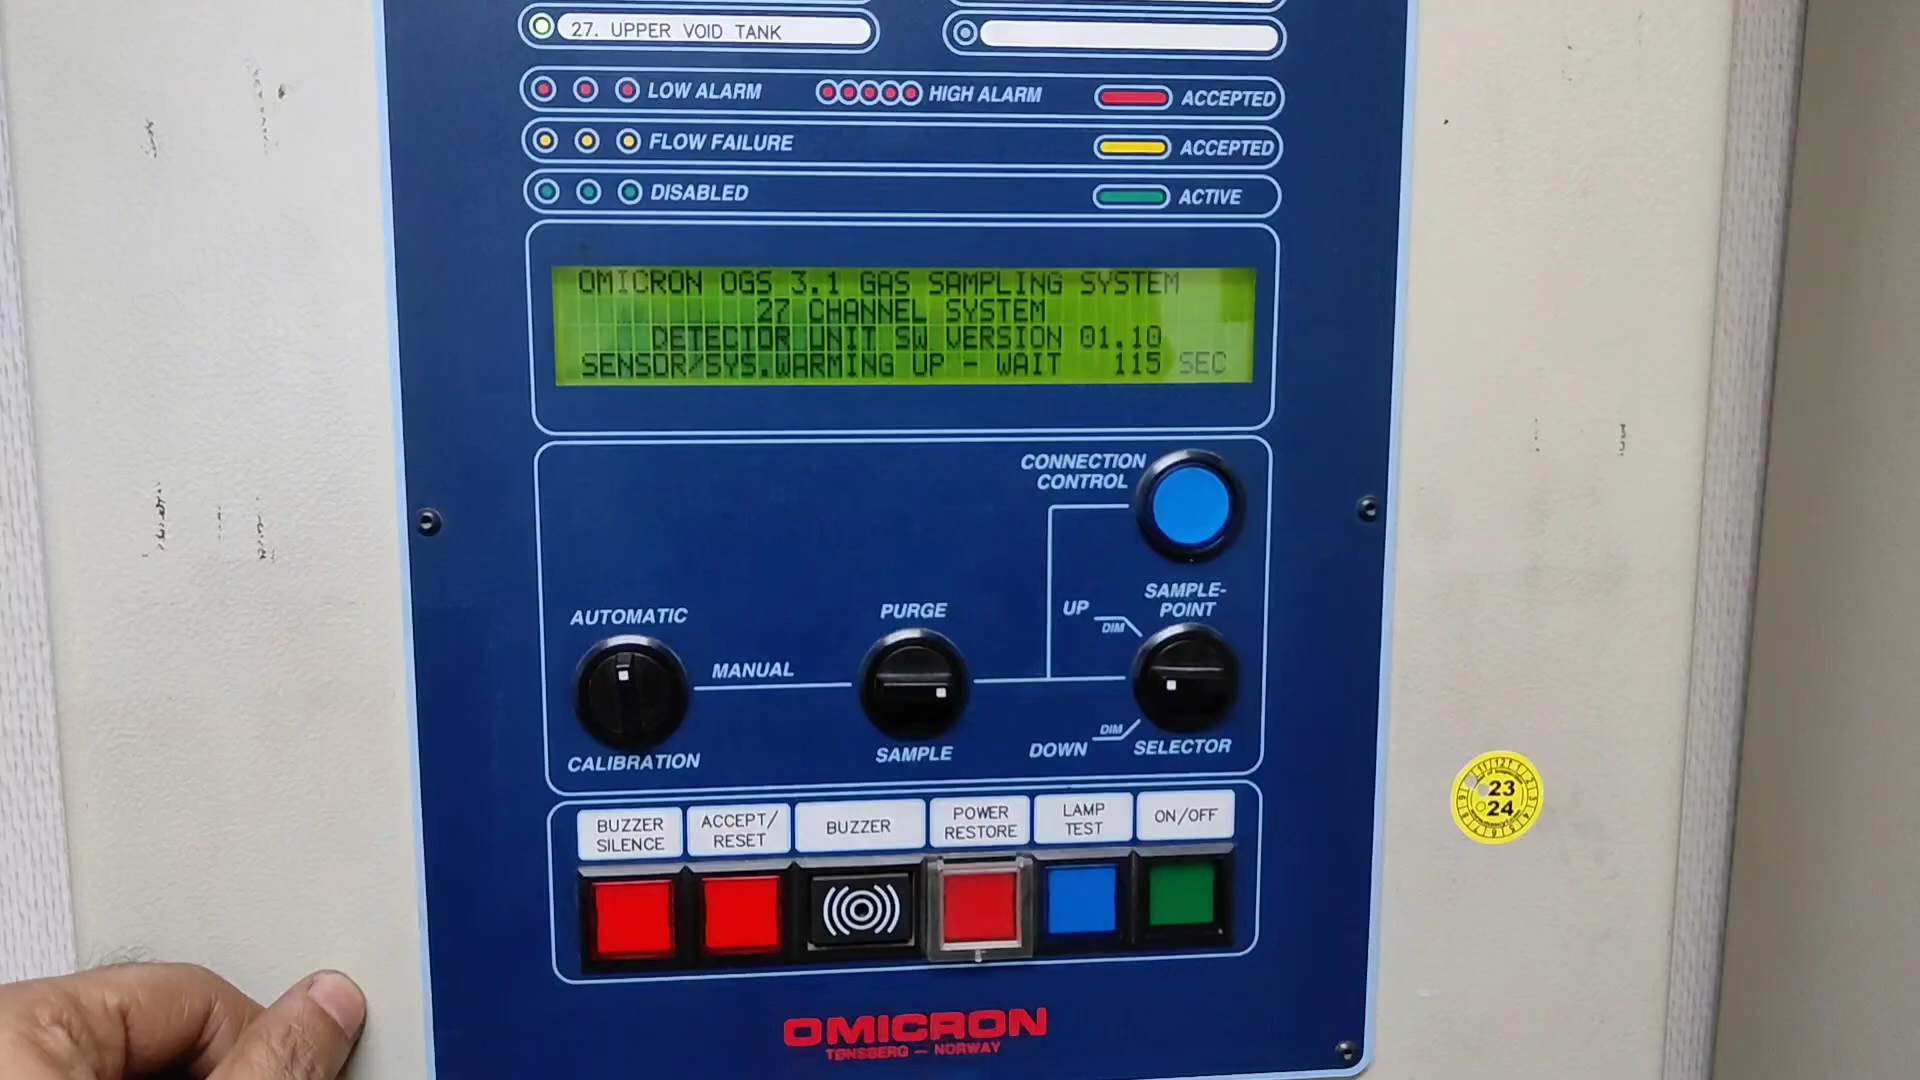 27. UPPER VOID TANK
LOW ALARM
HIGH ALARM
ACCEPTED
FLOW FAILURE
ACCEPTED
DISABLED
ACTIVE
OMICRON OGS 3.1 GAS SAMPLING SYSTEM
27 CHANNEL SYSTEM
DETECTOR UNIT SW VERSION 01.10
SENSOR/SYS.WARMING UP - WAIT 115 SEC
CONNECTION
CONTROL
AUTOMATIC
MANUAL
CALIBRATION
PURGE
SAMPLE
SAMPLE-
POINT
UP
DIM
DIM
DOWN
SELECTOR
BUZZER
SILENCE
ACCEPT/
RESET
BUZZER
POWER
RESTORE
LAMP
TEST
ON/OFF
23
24
OMICRON
TØNSBERG – NORWAY